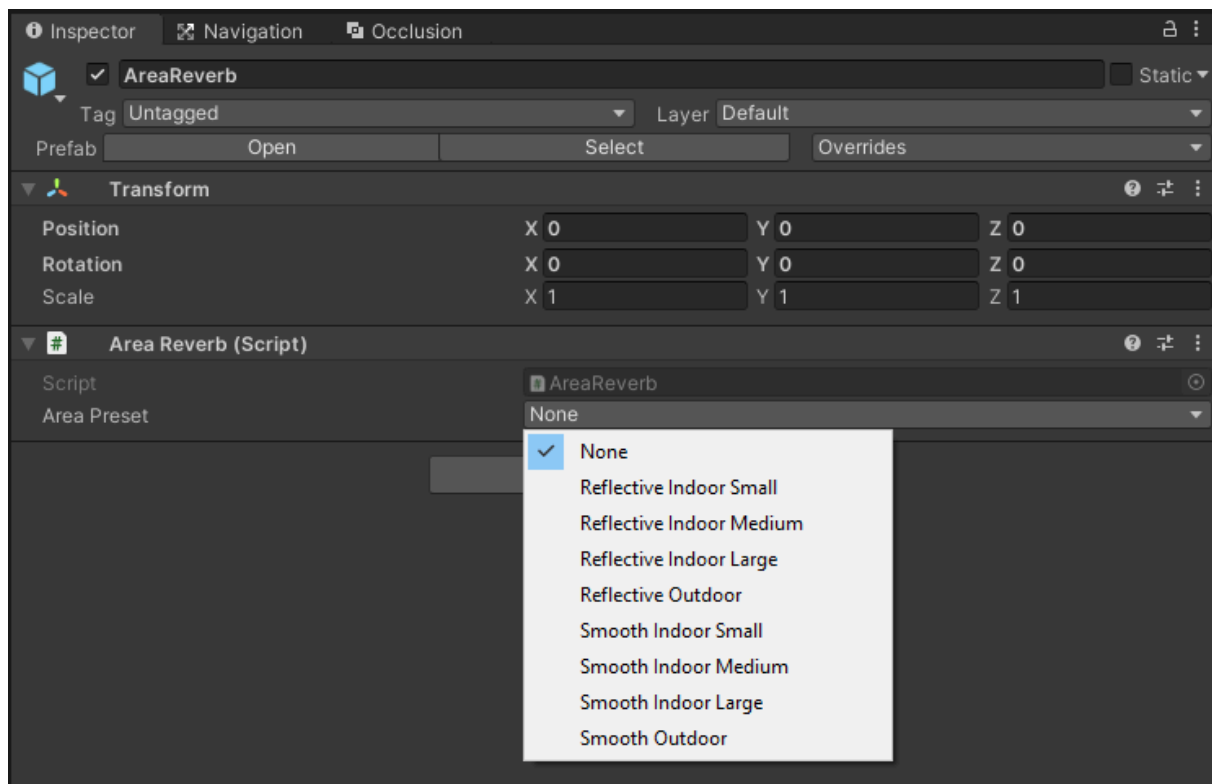 Inspector Navigation Occlusion
AreaReverb Static
Tag Untagged Layer Default
Prefab Open Select Overrides
Transform
Position X 0 Y 0 Z 0
Rotation X 0 Y 0 Z 0
Scale X 1 Y 1 Z 1
# Area Reverb (Script)
Script # AreaReverb
Area Preset None
None
Reflective Indoor Small
Reflective Indoor Medium
Reflective Indoor Large
Reflective Outdoor
Smooth Indoor Small
Smooth Indoor Medium
Smooth Indoor Large
Smooth Outdoor